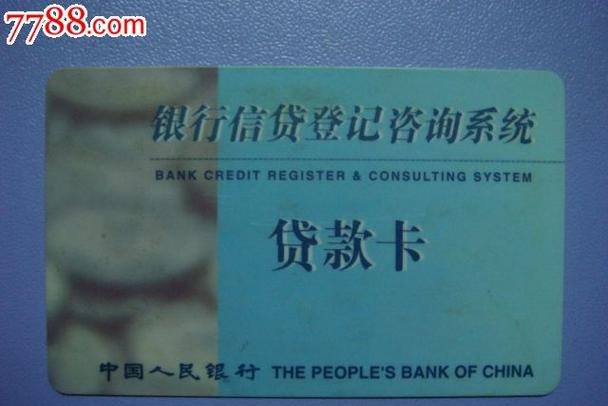 7788.com
银行信贷登记咨询系统
BANK CREDIT REGISTER & CONSULTING SYSTEM
贷款卡
中国人民银行 THE PEOPLE'S BANK OF CHINA